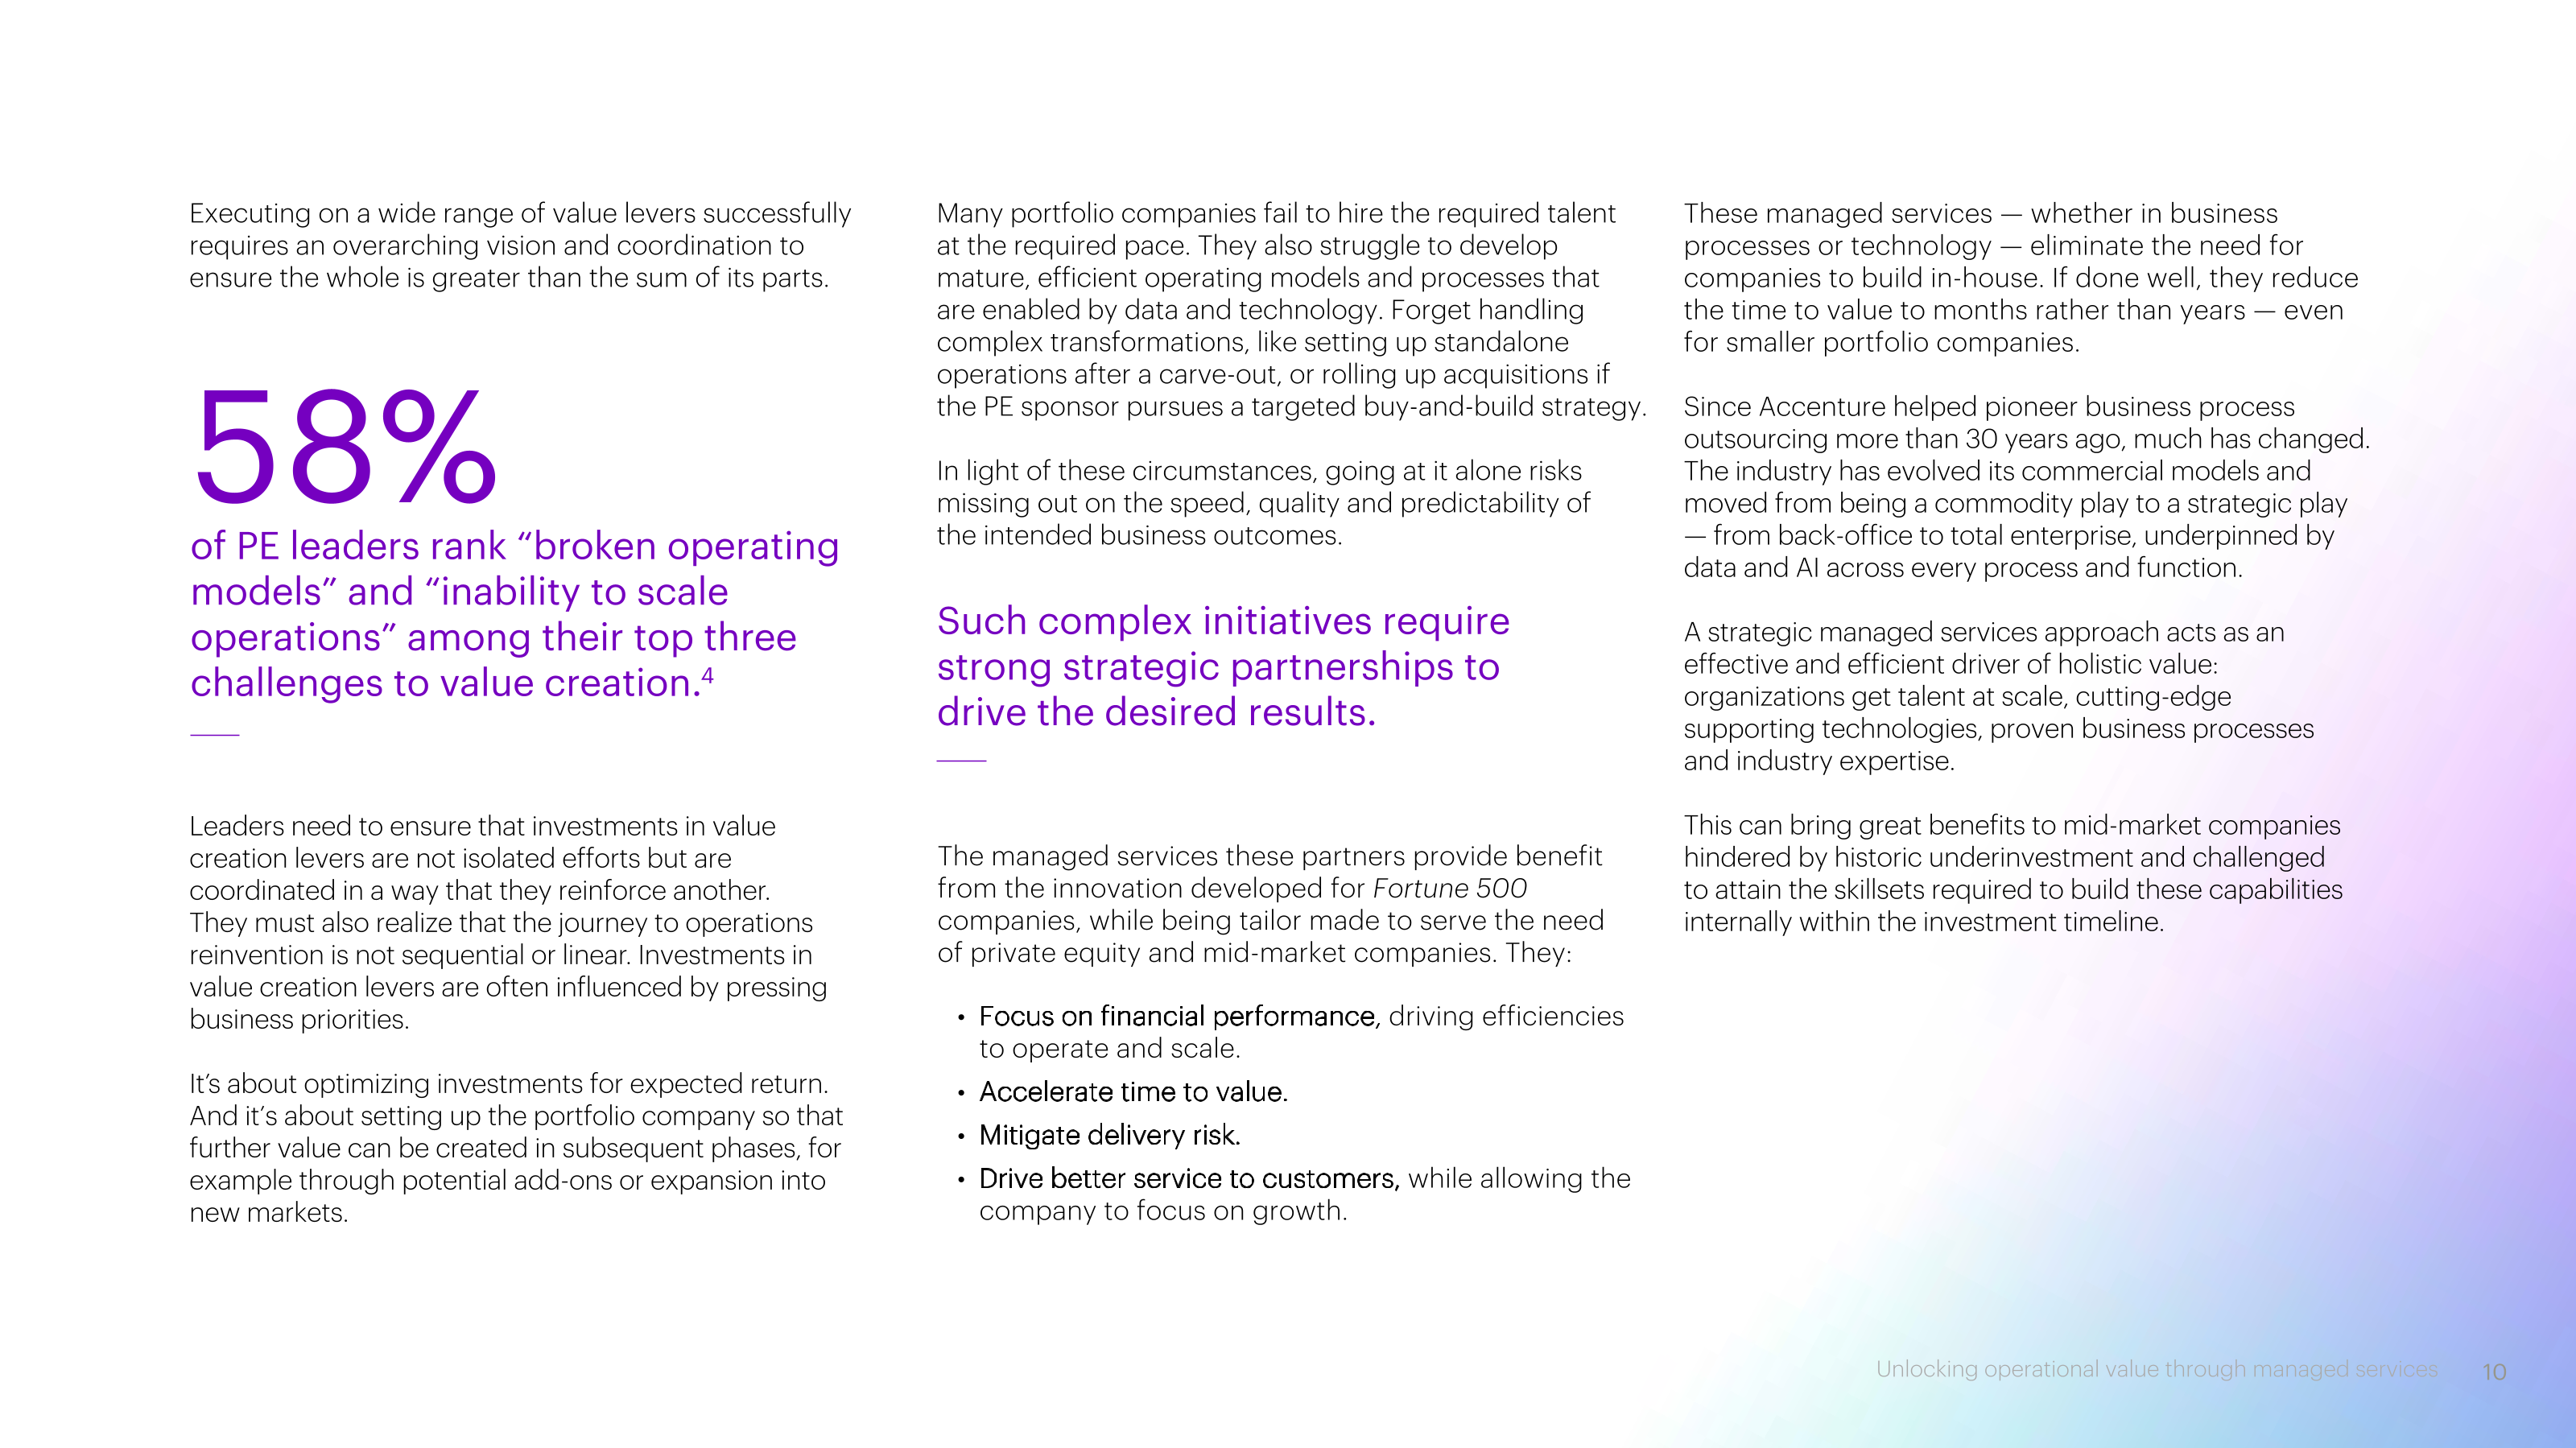 Executing on a wide range of value levers successfully
requires an overarching vision and coordination to
ensure the whole is greater than the sum of its parts.
58%
of PE leaders rank “broken operating
models” and “inability to scale
operations” among their top three
challenges to value creation.4
Leaders need to ensure that investments in value
creation levers are not isolated efforts but are
coordinated in a way that they reinforce another.
They must also realize that the journey to operations
reinvention is not sequential or linear. Investments in
value creation levers are often influenced by pressing
business priorities.
It’s about optimizing investments for expected return.
And it’s about setting up the portfolio company so that
further value can be created in subsequent phases, for
example through potential add-ons or expansion into
new markets.
Many portfolio companies fail to hire the required talent
at the required pace. They also struggle to develop
mature, efficient operating models and processes that
are enabled by data and technology. Forget handling
complex transformations, like setting up standalone
operations after a carve-out, or rolling up acquisitions if
the PE sponsor pursues a targeted buy-and-build strategy.
In light of these circumstances, going at it alone risks
missing out on the speed, quality and predictability of
the intended business outcomes.
Such complex initiatives require
strong strategic partnerships to
drive the desired results.
The managed services these partners provide benefit
from the innovation developed for Fortune 500
companies, while being tailor made to serve the need
of private equity and mid-market companies. They:
• Focus on financial performance, driving efficiencies
to operate and scale.
• Accelerate time to value.
• Mitigate delivery risk.
• Drive better service to customers, while allowing the
company to focus on growth.
These managed services — whether in business
processes or technology — eliminate the need for
companies to build in-house. If done well, they reduce
the time to value to months rather than years — even
for smaller portfolio companies.
Since Accenture helped pioneer business process
outsourcing more than 30 years ago, much has changed.
The industry has evolved its commercial models and
moved from being a commodity play to a strategic play
— from back-office to total enterprise, underpinned by
data and AI across every process and function.
A strategic managed services approach acts as an
effective and efficient driver of holistic value:
organizations get talent at scale, cutting-edge
supporting technologies, proven business processes
and industry expertise.
This can bring great benefits to mid-market companies
hindered by historic underinvestment and challenged
to attain the skillsets required to build these capabilities
internally within the investment timeline.
Unlocking operational value through managed services 10